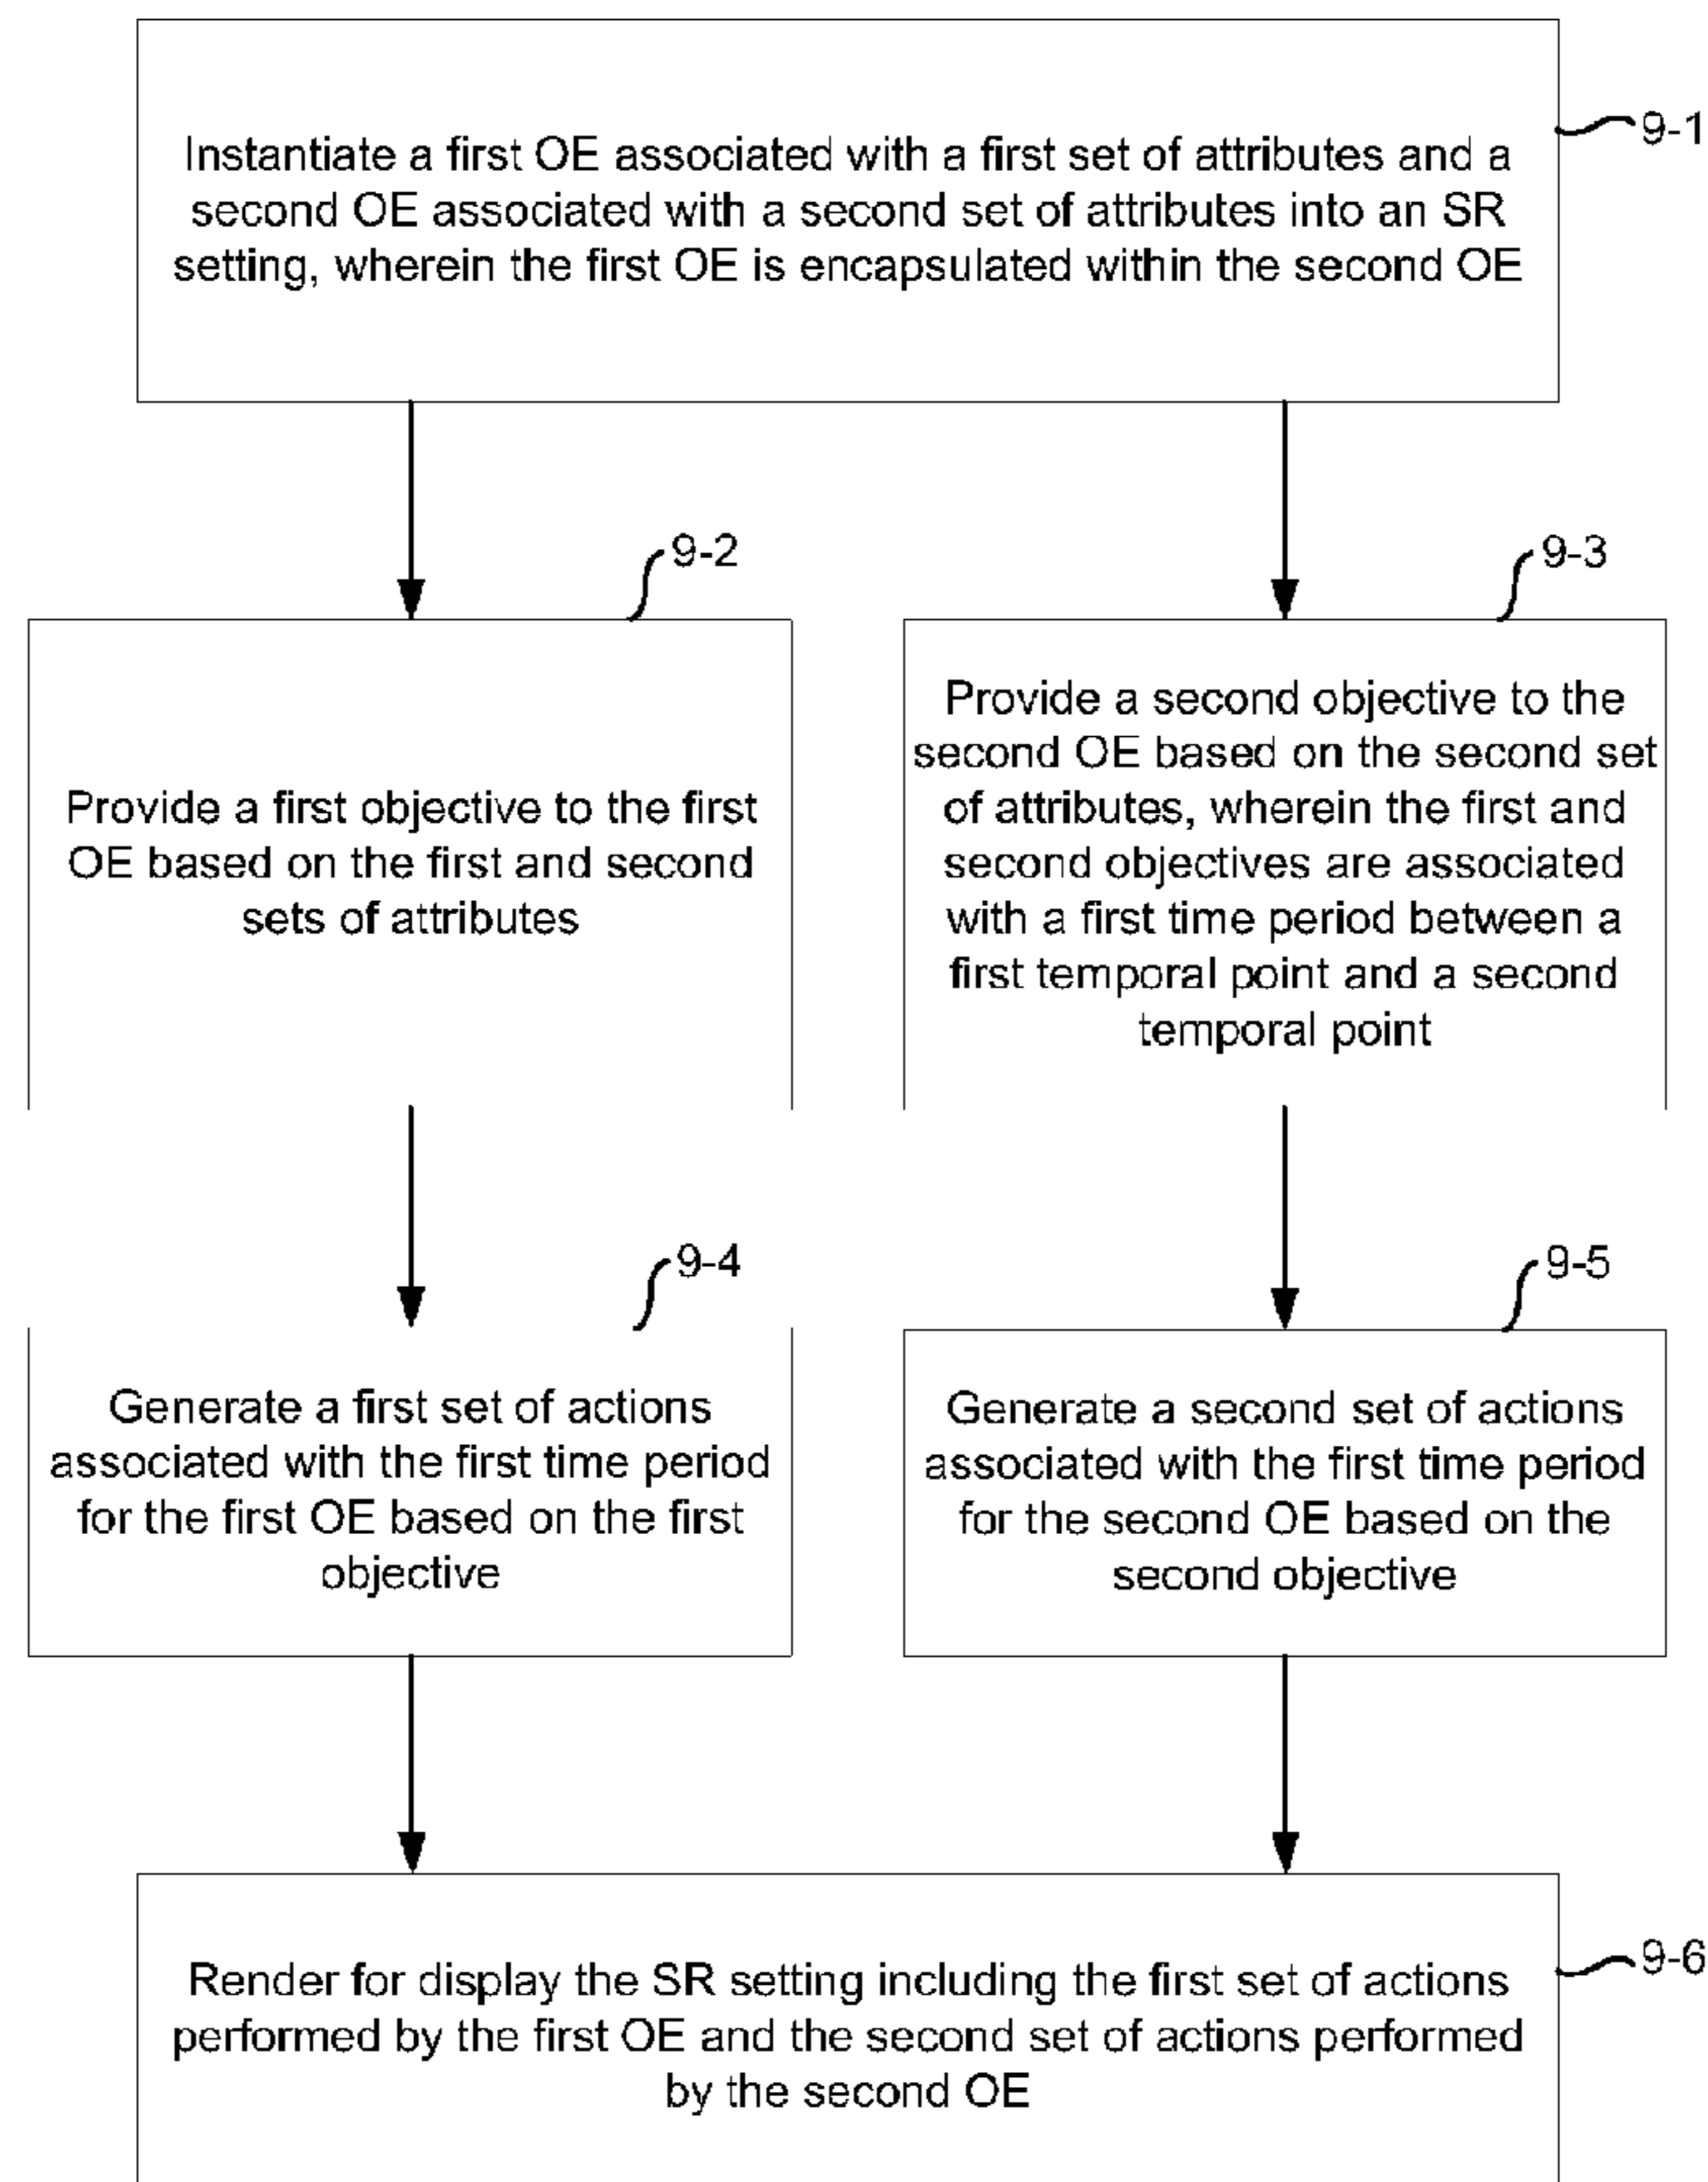 Instantiate a first OE associated with a first set of attributes and a
second OE associated with a second set of attributes into an SR
setting, wherein the first OE is encapsulated within the second OE
9-1
9-2
Provide a first objective to the first
OE based on the first and second
sets of attributes
9-3
Provide a second objective to the
second OE based on the second set
of attributes, wherein the first and
second objectives are associated
with a first time period between a
first temporal point and a second
temporal point
9-4
Generate a first set of actions
associated with the first time period
for the first OE based on the first
objective
9-5
Generate a second set of actions
associated with the first time period
for the second OE based on the
second objective
9-6
Render for display the SR setting including the first set of actions
performed by the first OE and the second set of actions performed
by the second OE